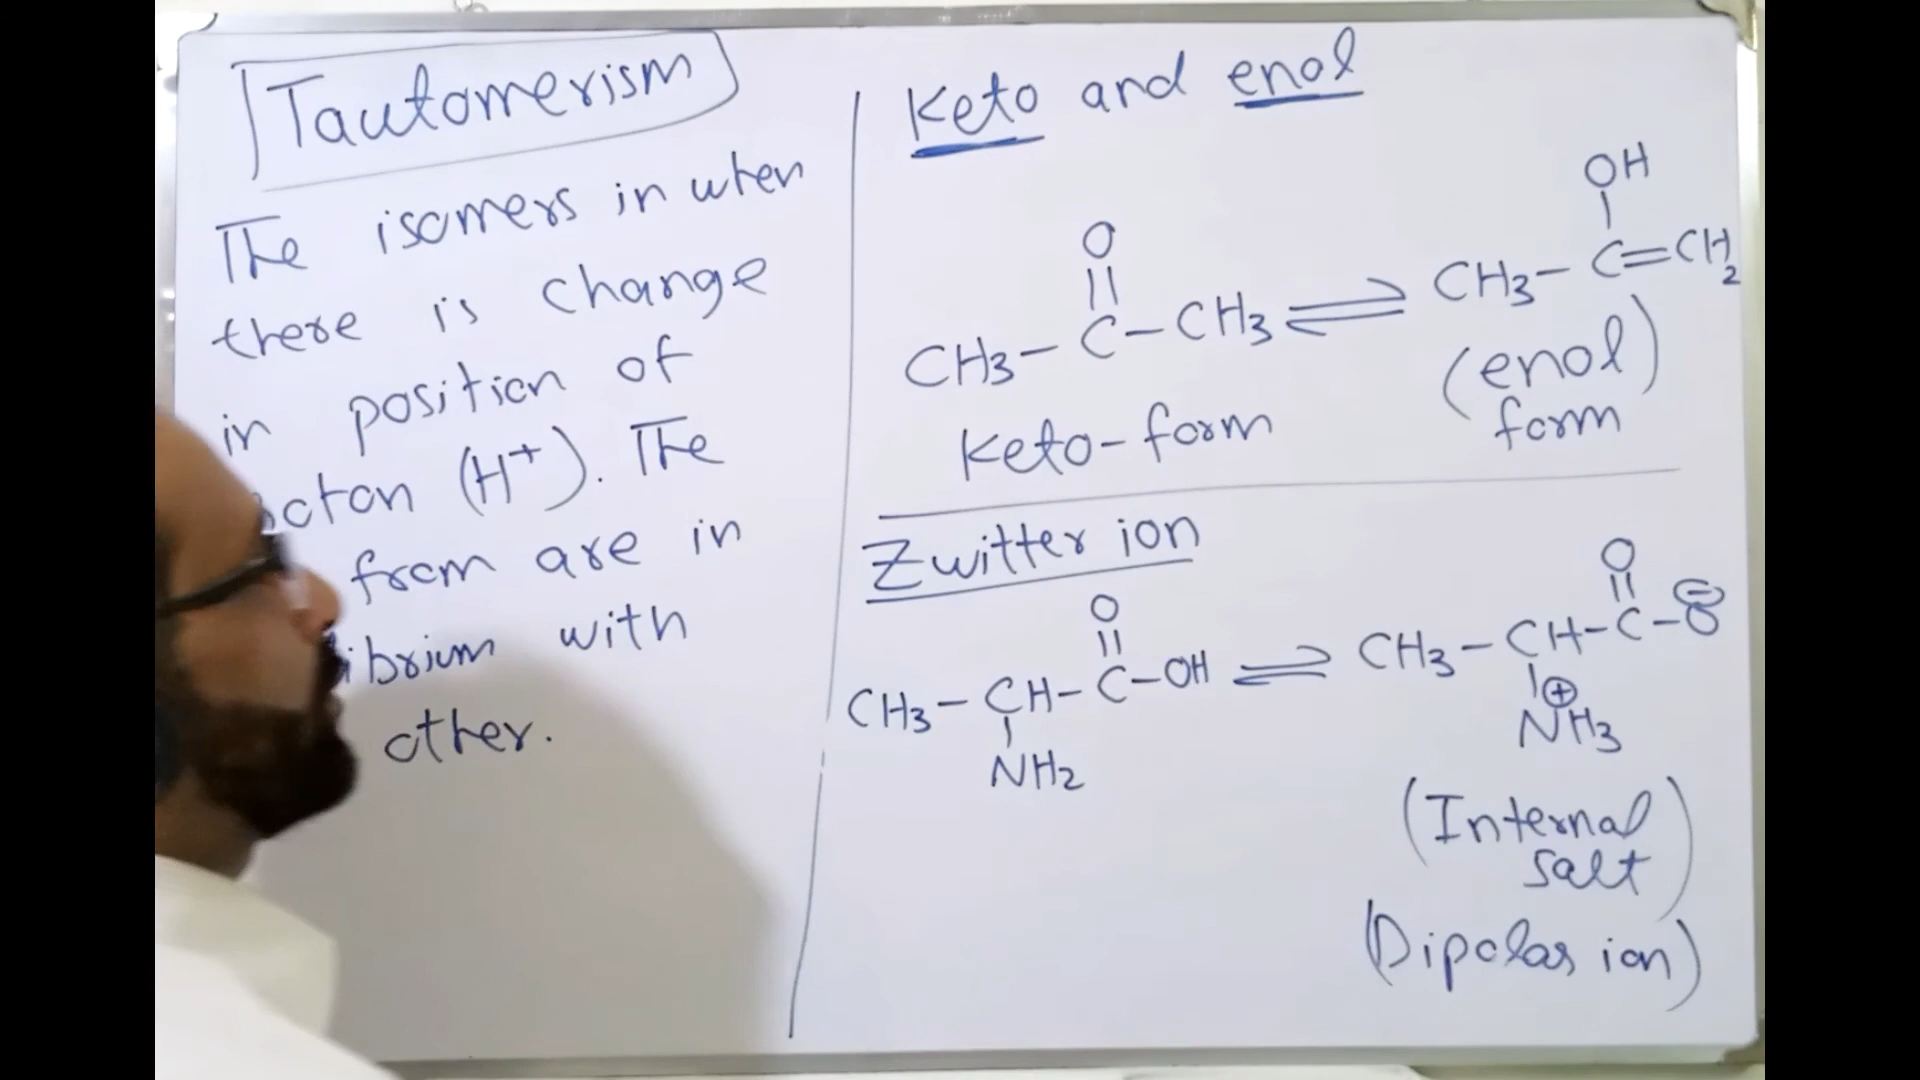 Tautomerism
The isomers in when
there is change
in position of
(H⁺). The
from are in
with
other.
Keto and enol
O
||
CH₃–C–CH₃ ⇌
Keto-form
OH
|
CH₃–C=CH₂
(enol)
form
Zwitter ion
O
||
CH₃–CH–C–OH ⇌
|
NH₂
O
||
CH₃–CH–C–O⊖
|⊕
NH₃
(Internal
salt)
(Dipolar ion)